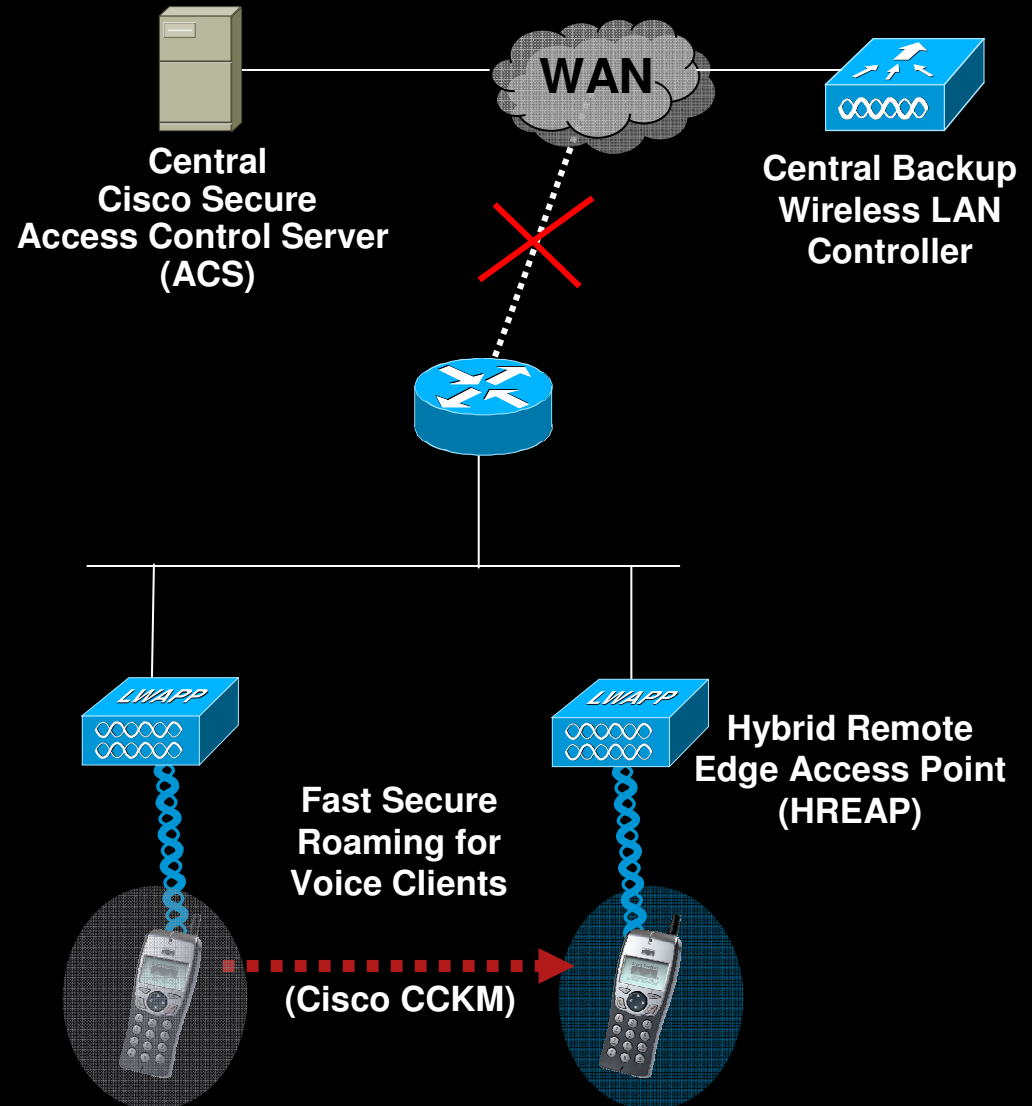 WAN
Central
Cisco Secure
Access Control Server
(ACS)
Central Backup
Wireless LAN
Controller
LWAPP
LWAPP
Hybrid Remote
Edge Access Point
(HREAP)
Fast Secure
Roaming for
Voice Clients
(Cisco CCKM)